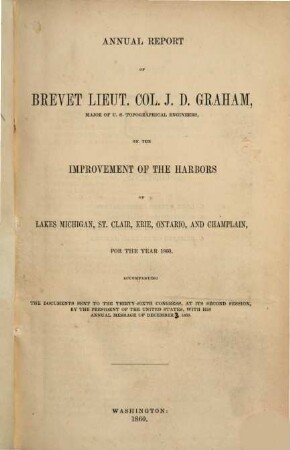 ANNUAL REPORT
OF
BREVET LIEUT. COL. J. D. GRAHAM,
MAJOR OF U. S. TOPOGRAPHICAL ENGINEERS,
ON THE
IMPROVEMENT OF THE HARBORS
OF
LAKES MICHIGAN, ST. CLAIR, ERIE, ONTARIO, AND CHAMPLAIN,
FOR THE YEAR 1860.
ACCOMPANYING
THE DOCUMENTS SENT TO THE THIRTY-SIXTH CONGRESS, AT ITS SECOND SESSION,
BY THE PRESIDENT OF THE UNITED STATES, WITH HIS
ANNUAL MESSAGE OF DECEMBER
WASHINGTON:
1860.